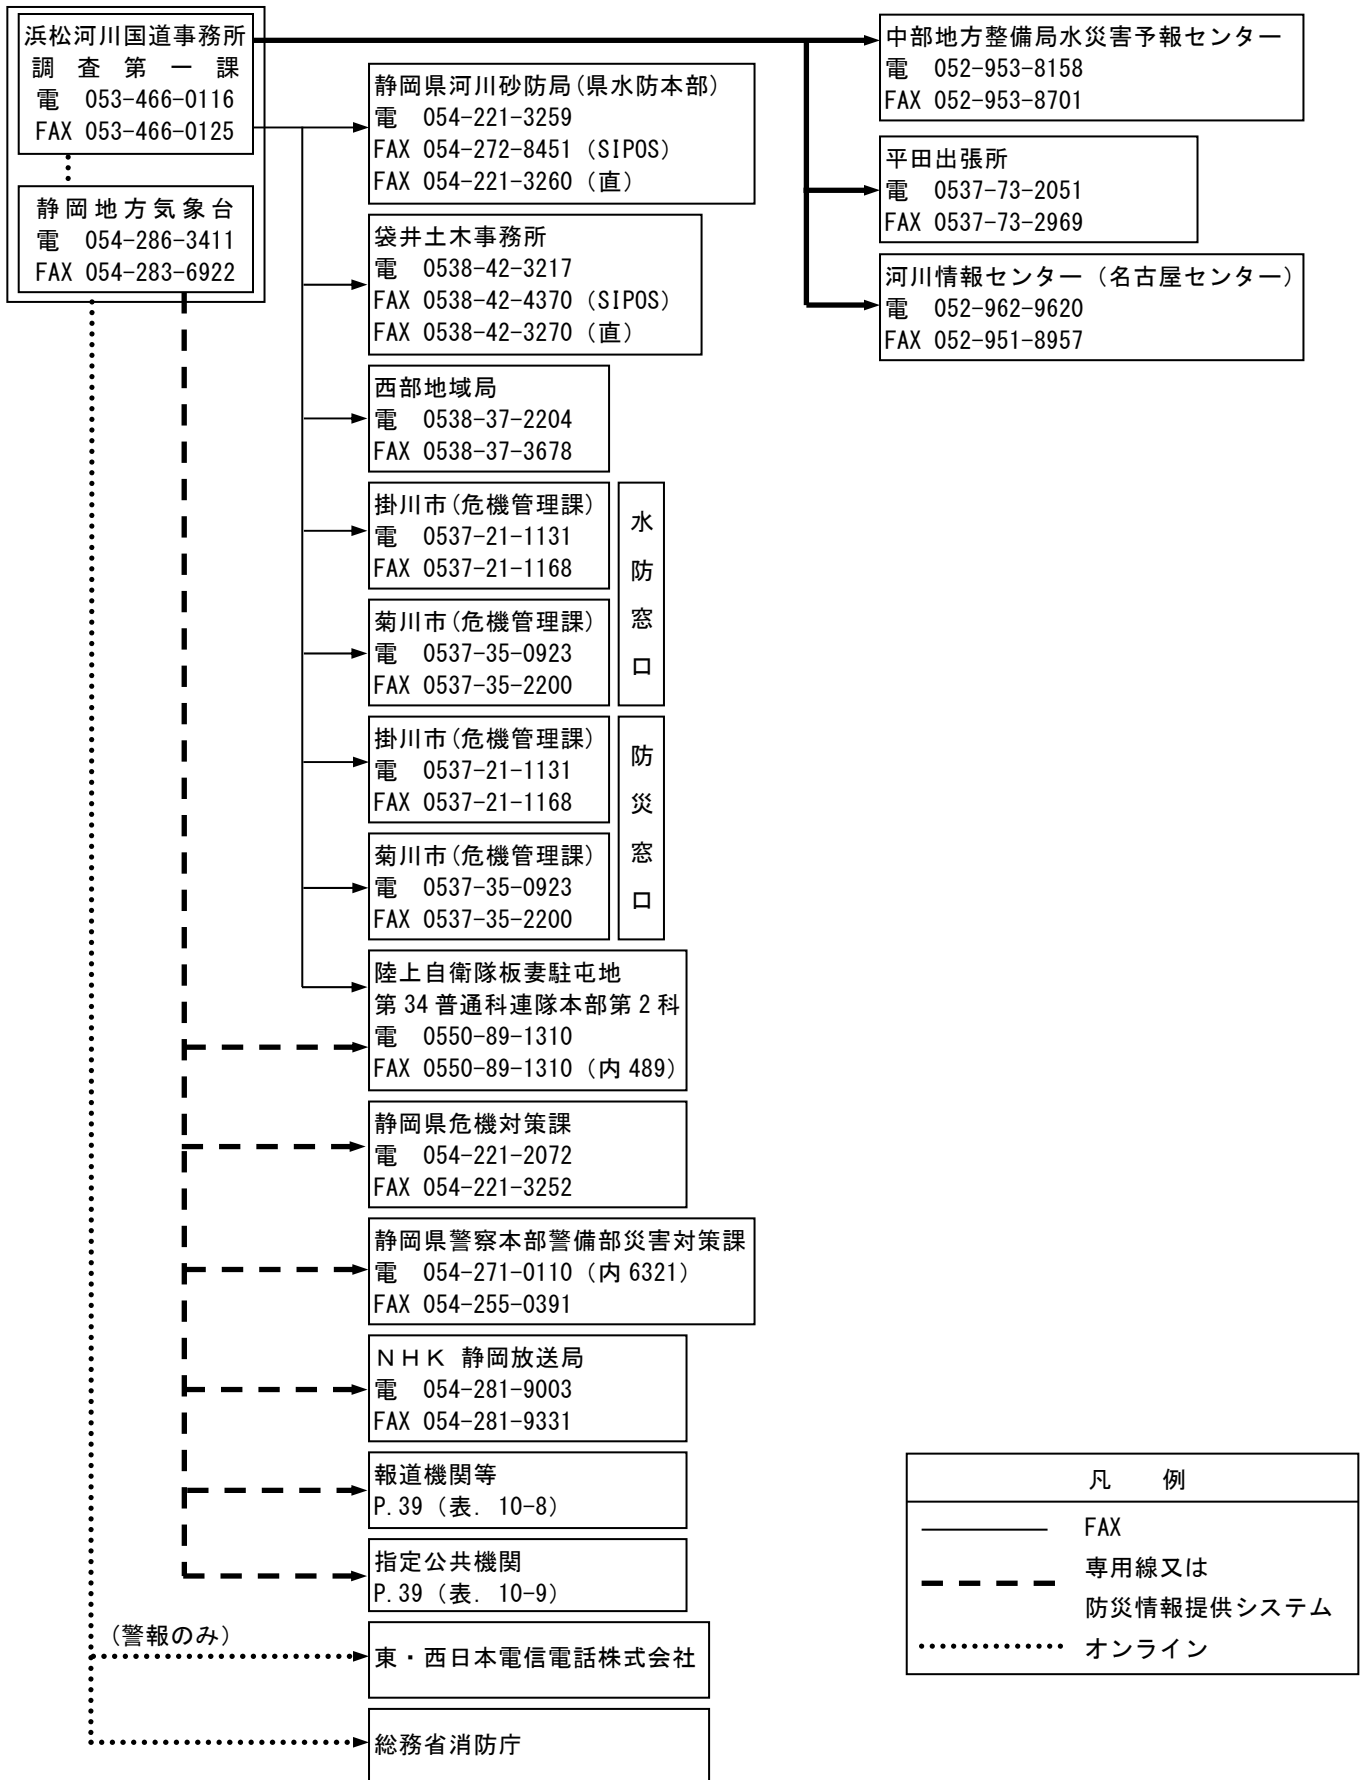 浜松河川国道事務所
調査第一課
電 053-466-0116
FAX 053-466-0125
静岡地方気象台
電 054-286-3411
FAX 054-283-6922
中部地方整備局水災害予報センター
電 052-953-8158
FAX 052-953-8701
平田出張所
電 0537-73-2051
FAX 0537-73-2969
河川情報センター（名古屋センター）
電 052-962-9620
FAX 052-951-8957
静岡県河川砂防局(県水防本部)
電 054-221-3259
FAX 054-272-8451 (SIPOS)
FAX 054-221-3260（直）
袋井土木事務所
電 0538-42-3217
FAX 0538-42-4370 (SIPOS)
FAX 0538-42-3270（直）
西部地域局
電 0538-37-2204
FAX 0538-37-3678
掛川市(危機管理課)
電 0537-21-1131
FAX 0537-21-1168
菊川市(危機管理課)
電 0537-35-0923
FAX 0537-35-2200
水防窓口
掛川市(危機管理課)
電 0537-21-1131
FAX 0537-21-1168
菊川市(危機管理課)
電 0537-35-0923
FAX 0537-35-2200
防災窓口
陸上自衛隊板妻駐屯地
第34普通科連隊本部第2科
電 0550-89-1310
FAX 0550-89-1310（内489）
静岡県危機対策課
電 054-221-2072
FAX 054-221-3252
静岡県警察本部警備部災害対策課
電 054-271-0110（内6321）
FAX 054-255-0391
ＮＨＫ 静岡放送局
電 054-281-9003
FAX 054-281-9331
報道機関等
P.39（表. 10-8）
指定公共機関
P.39（表. 10-9）
（警報のみ）
東・西日本電信電話株式会社
総務省消防庁
凡 例
FAX
専用線又は
防災情報提供システム
オンライン